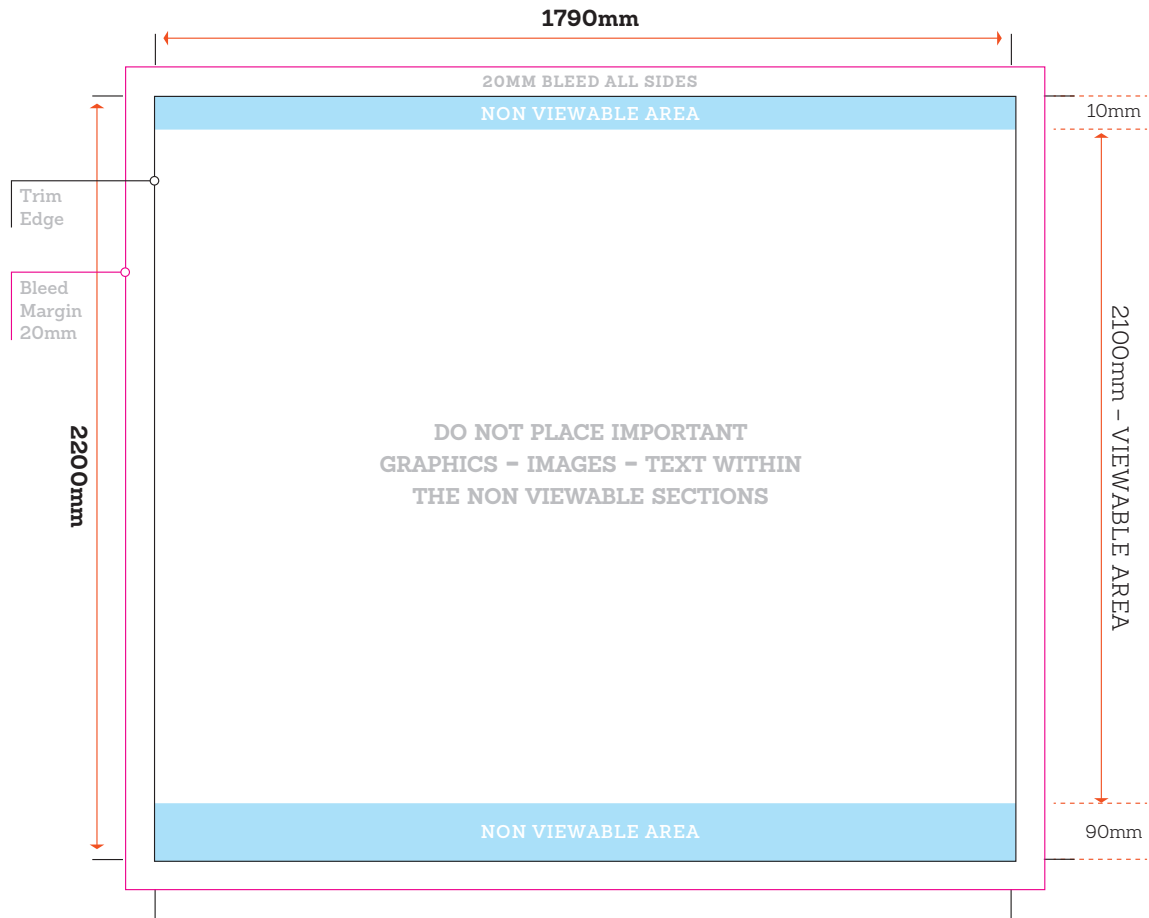 1790mm
20MM BLEED ALL SIDES
NON VIEWABLE AREA
10mm
Trim
Edge
Bleed
Margin
20mm
2200mm
DO NOT PLACE IMPORTANT
GRAPHICS - IMAGES - TEXT WITHIN
THE NON VIEWABLE SECTIONS
2100mm - VIEWABLE AREA
NON VIEWABLE AREA
90mm